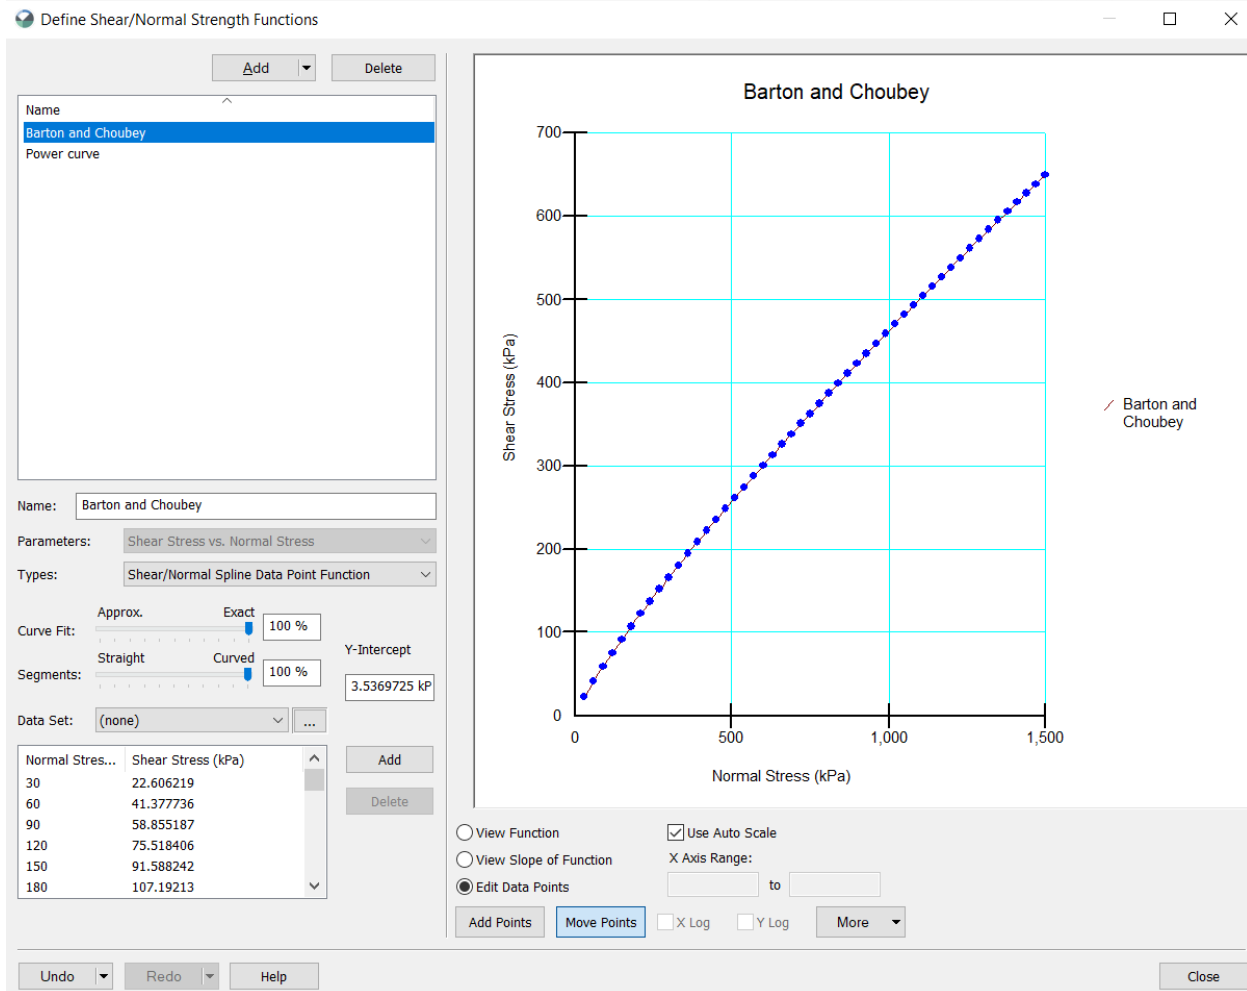 Define Shear/Normal Strength Functions
Add
Delete
Name
Barton and Choubey
Power curve
Name:
Barton and Choubey
Parameters:
Shear Stress vs. Normal Stress
Types:
Shear/Normal Spline Data Point Function
Approx.
Exact
Curve Fit:
100 %
Straight
Curved
Segments:
100 %
Y-Intercept
3.5369725 kP
Data Set:
(none)
...
Normal Stres... Shear Stress (kPa)
30 22.606219
60 41.377736
90 58.855187
120 75.518406
150 91.588242
180 107.19213
Add
Delete
Barton and Choubey
700
600
500
400
300
200
100
0
Shear Stress (kPa)
0 500 1,000 1,500
Normal Stress (kPa)
Barton and
Choubey
View Function
View Slope of Function
Edit Data Points
Use Auto Scale
X Axis Range:
to
Add Points
Move Points
X Log
Y Log
More
Undo
Redo
Help
Close